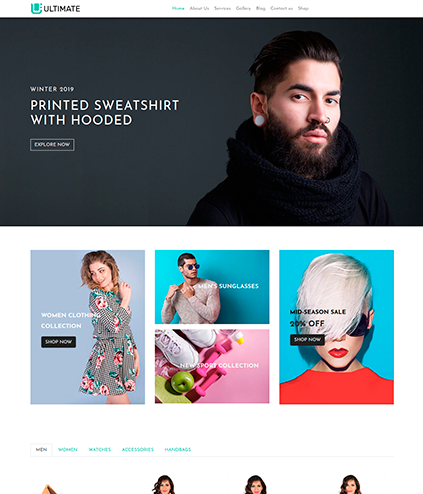 ULTIMATE
Home About Us Services Gallery Blog Contact us Shop
WINTER 2019
PRINTED SWEATSHIRT
WITH HOODED
EXPLORE NOW
WOMEN CLOTHING
COLLECTION
SHOP NOW
MEN'S SUNGLASSES
NEW SPORT COLLECTION
MID-SEASON SALE
20% OFF
SHOP NOW
MEN WOMEN WATCHES ACCESSORIES HANDBAGS